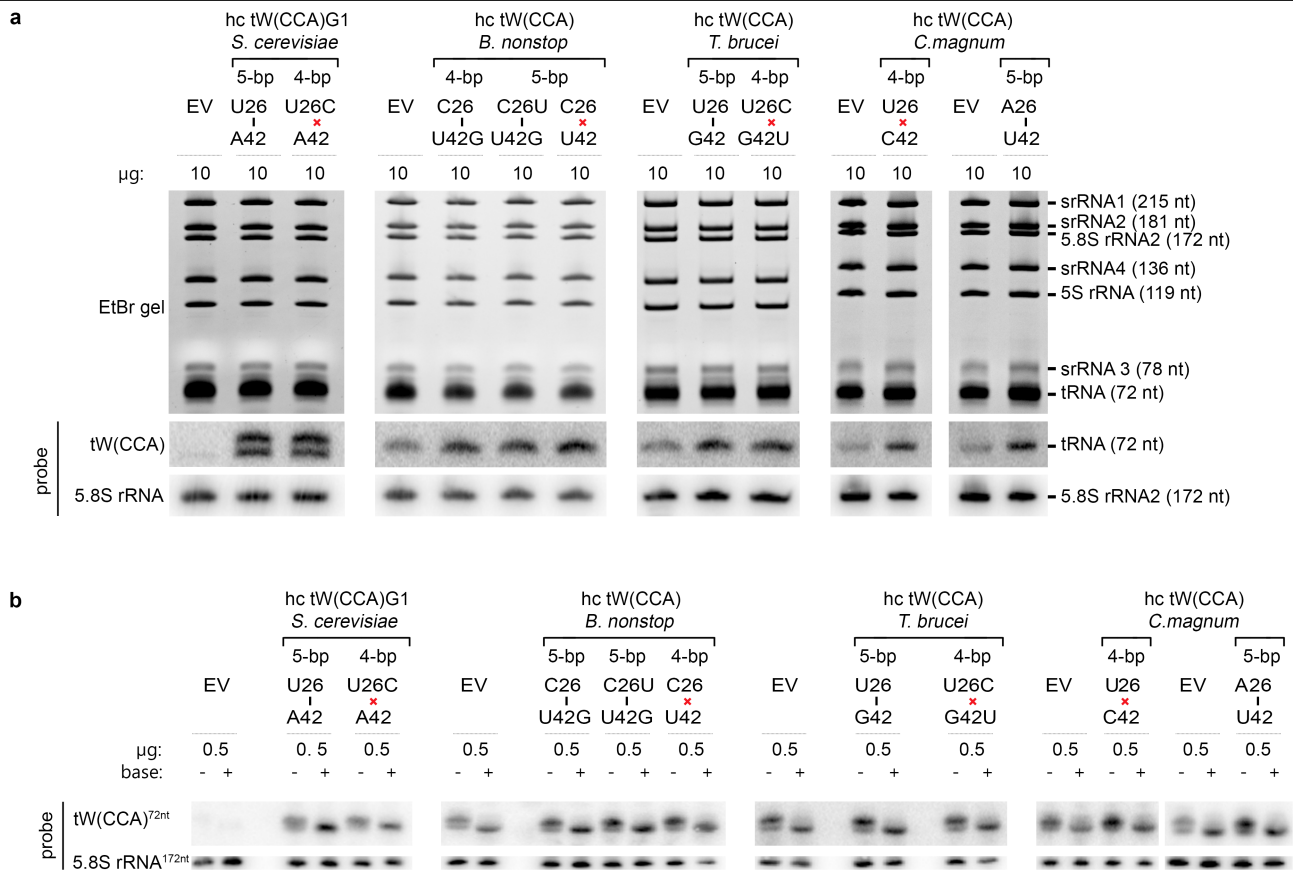 a
hc tW(CCA)G1 hc tW(CCA) hc tW(CCA) hc tW(CCA)
S. cerevisiae B. nonstop T. brucei C.magnum
5-bp 4-bp 4-bp 5-bp 5-bp 4-bp 4-bp 5-bp
EV U26 U26C EV C26 C26U C26 EV U26 U26C EV U26 EV A26
A42 A42 U42G U42G U42 G42 G42U C42 U42
µg: 10 10 10 10 10 10 10 10 10 10 10 10 10 10
srRNA1 (215 nt)
srRNA2 (181 nt)
5.8S rRNA2 (172 nt)
srRNA4 (136 nt)
5S rRNA (119 nt)
EtBr gel
srRNA 3 (78 nt)
tRNA (72 nt)
probe
tW(CCA) tRNA (72 nt)
5.8S rRNA 5.8S rRNA2 (172 nt)
b
hc tW(CCA)G1 hc tW(CCA) hc tW(CCA) hc tW(CCA)
S. cerevisiae B. nonstop T. brucei C.magnum
5-bp 4-bp 5-bp 5-bp 4-bp 5-bp 4-bp 4-bp 5-bp
EV U26 U26C EV C26 C26U C26 EV U26 U26C EV U26 EV A26
A42 A42 U42G U42G U42 G42 G42U C42 U42
µg: 0.5 0. 5 0.5 0.5 0.5 0.5 0.5 0.5 0.5 0.5 0.5 0.5 0.5 0.5
base: - + - + - + - + - + - + - + - + - + - + - + - + - + - +
probe
tW(CCA)72nt
5.8S rRNA172nt